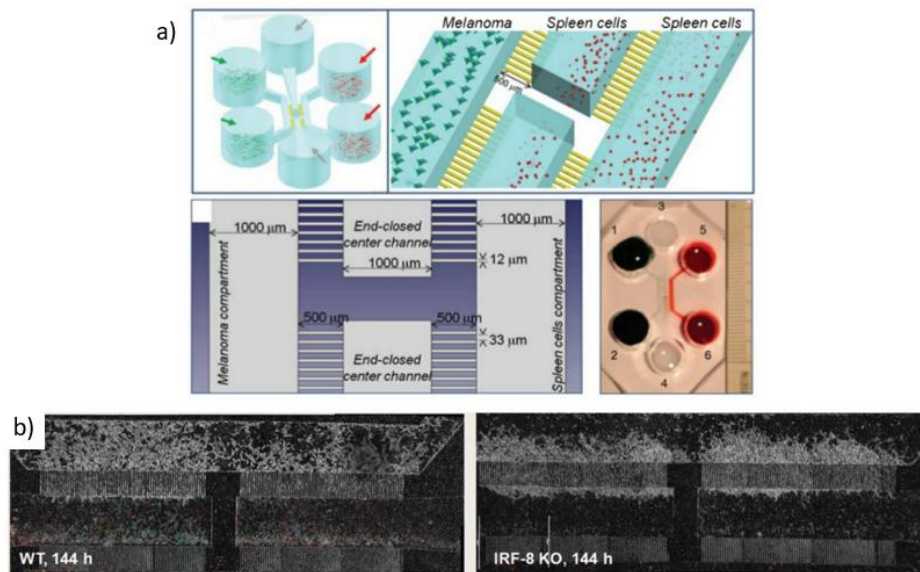 a)
Melanoma Spleen cells Spleen cells
500 μm
1000 μm
End-closed
center channel
1000 μm
1000 μm
12 μm
Melanoma compartment
Spleen cells compartment
500 μm
500 μm
33 μm
End-closed
center channel
3
1
5
2
6
4
b)
WT, 144 h
IRF-8 KO, 144 h